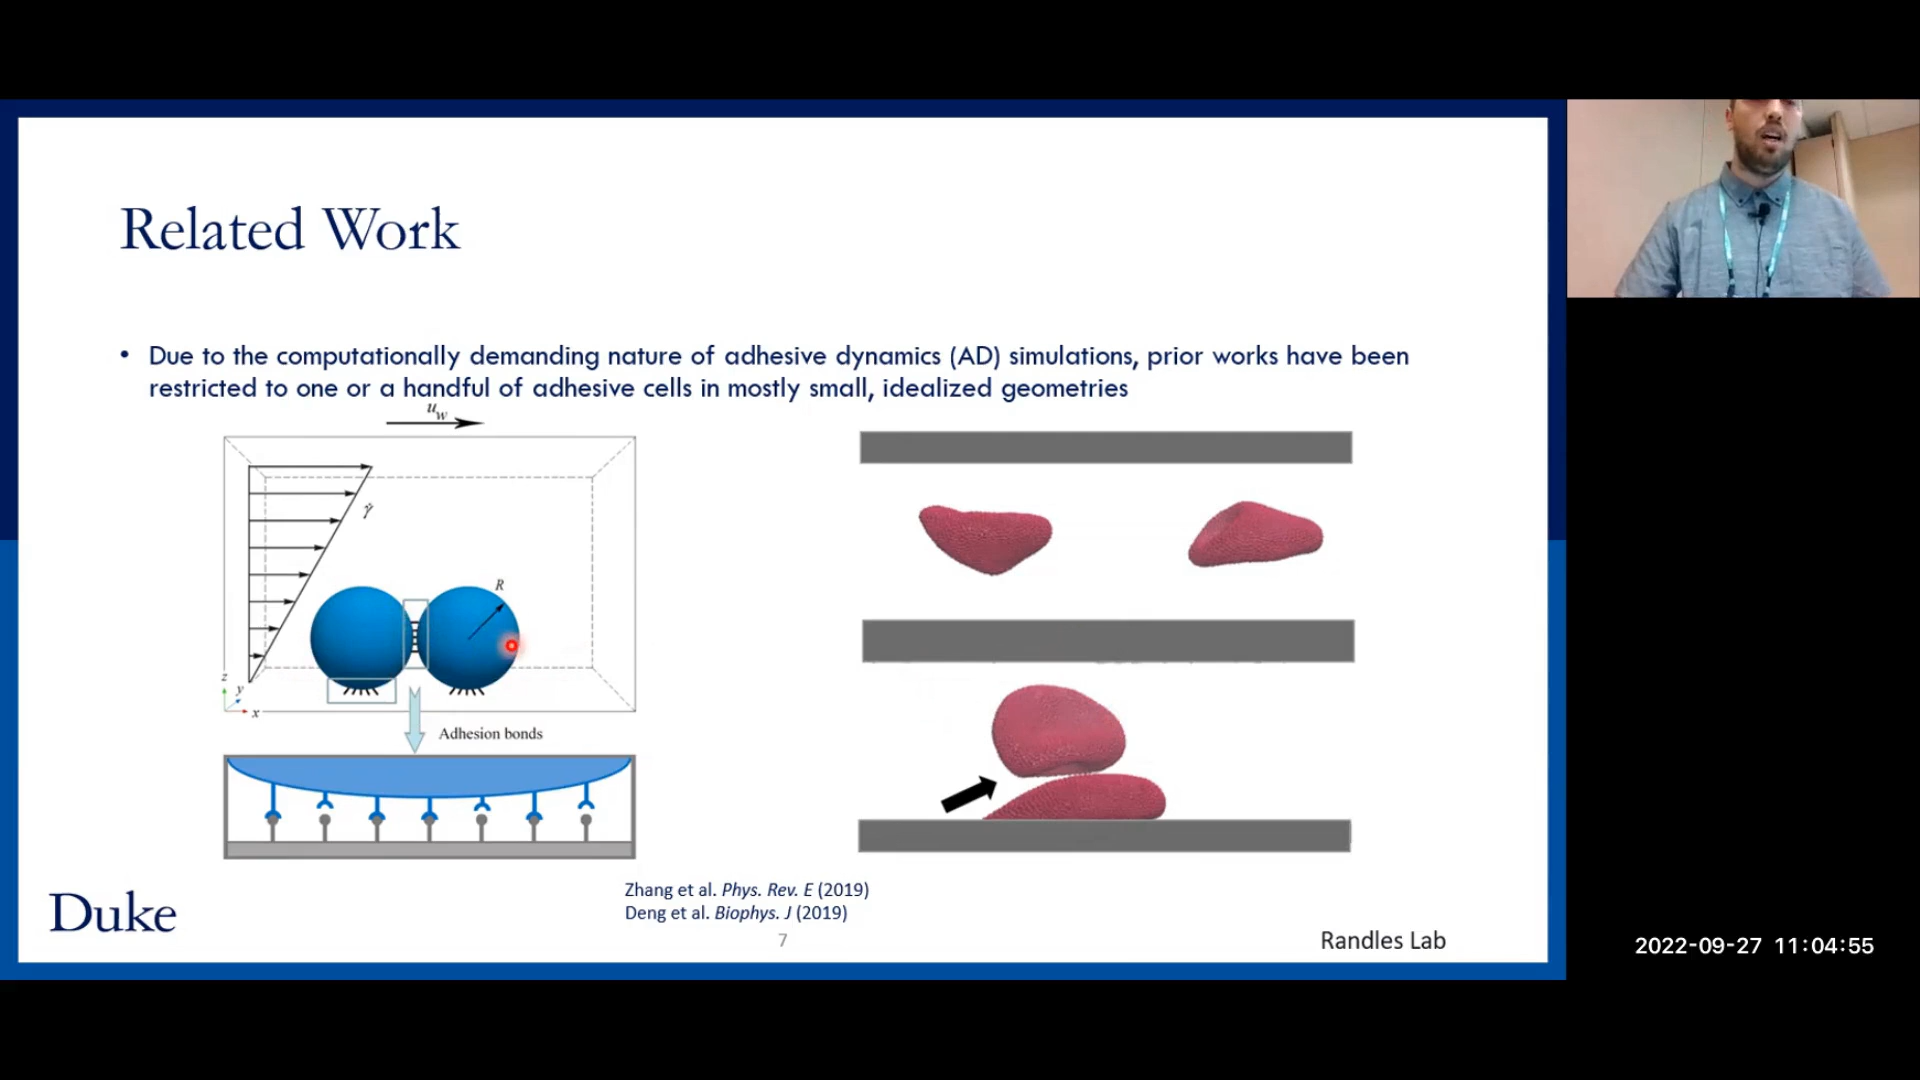 Related Work
• Due to the computationally demanding nature of adhesive dynamics (AD) simulations, prior works have been
restricted to one or a handful of adhesive cells in mostly small, idealized geometries
u_w
γ̇
R
z
y
x
Adhesion bonds
Zhang et al. Phys. Rev. E (2019)
Deng et al. Biophys. J (2019)
Duke
7
Randles Lab
2022-09-27 11:04:55